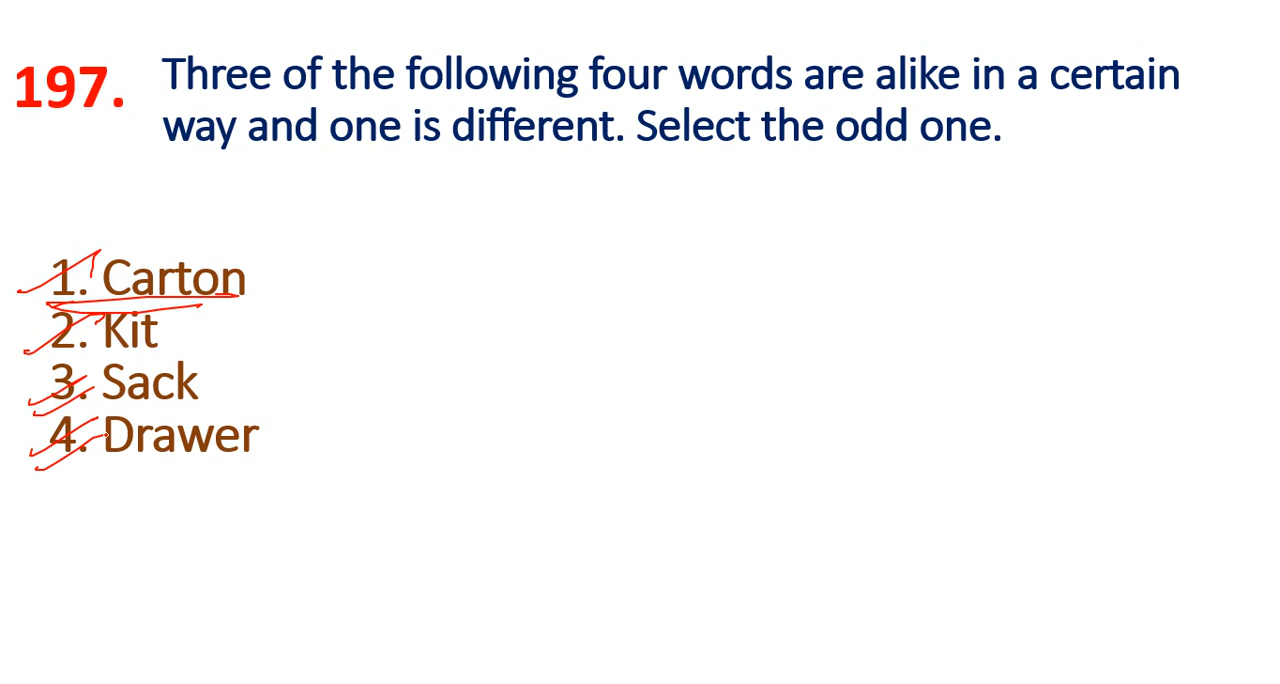 197. Three of the following four words are alike in a certain
way and one is different. Select the odd one.
1. Carton
2. Kit
3. Sack
4. Drawer